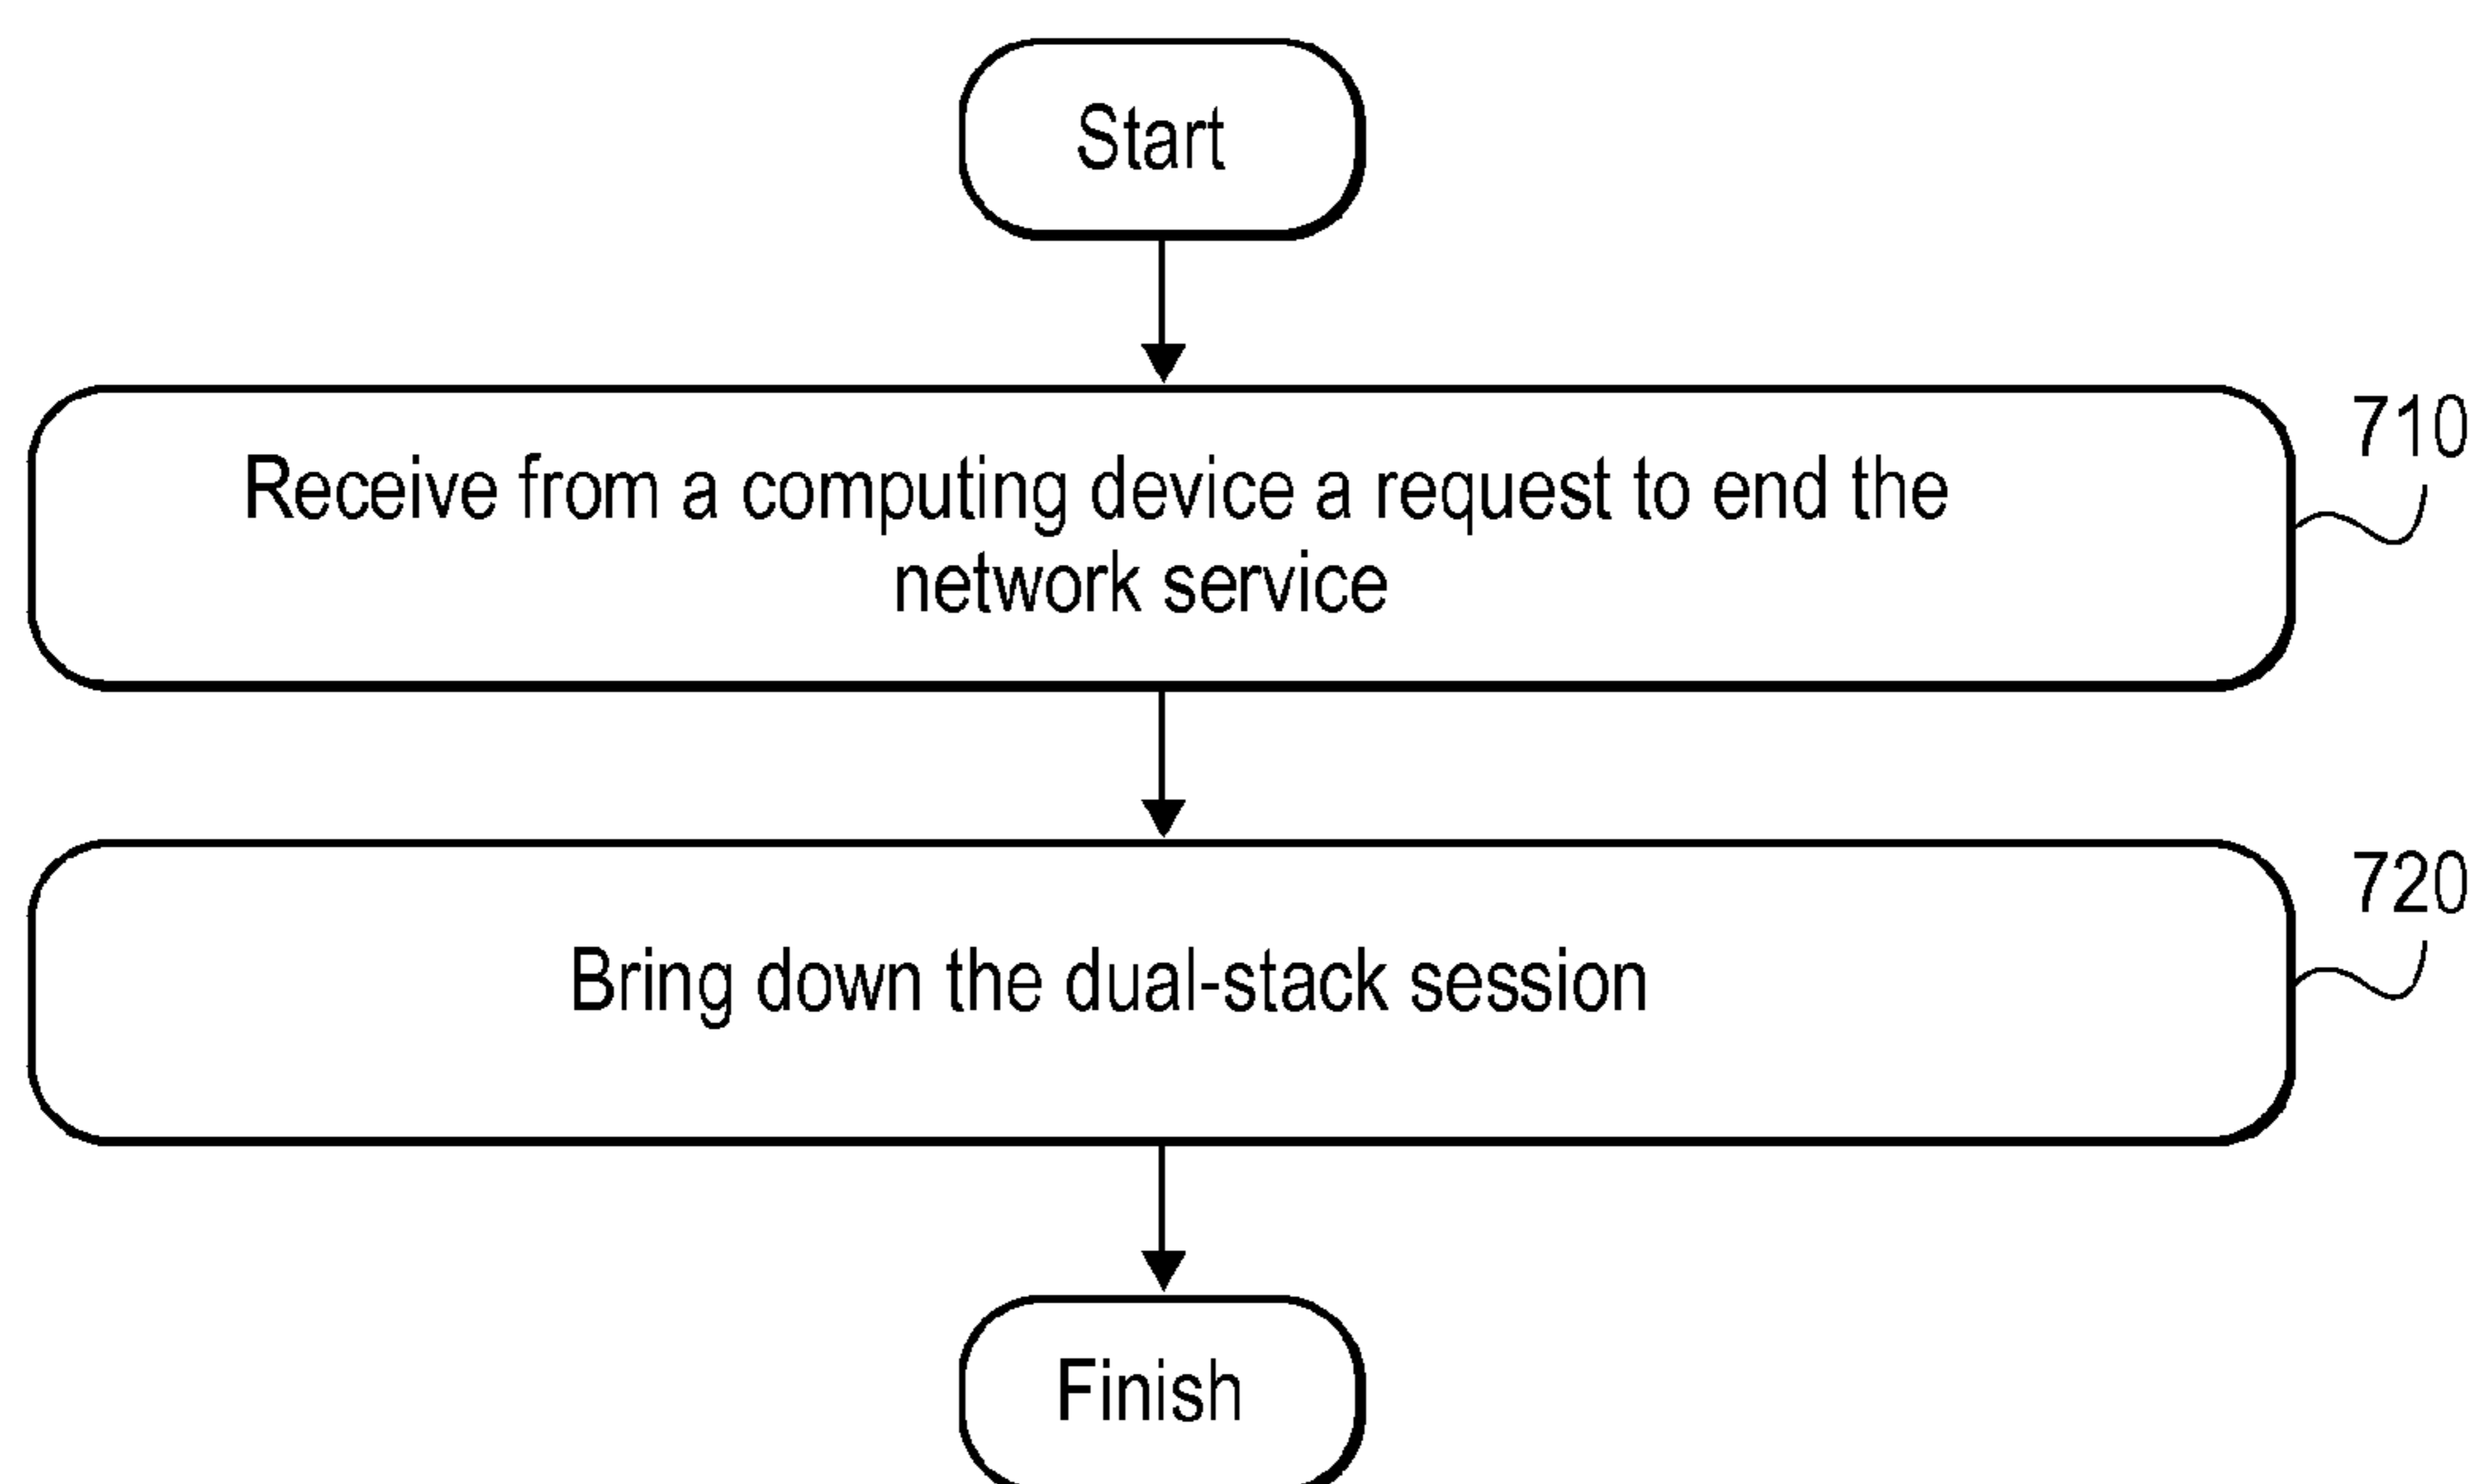 Start
710
Receive from a computing device a request to end the
network service
720
Bring down the dual-stack session
Finish